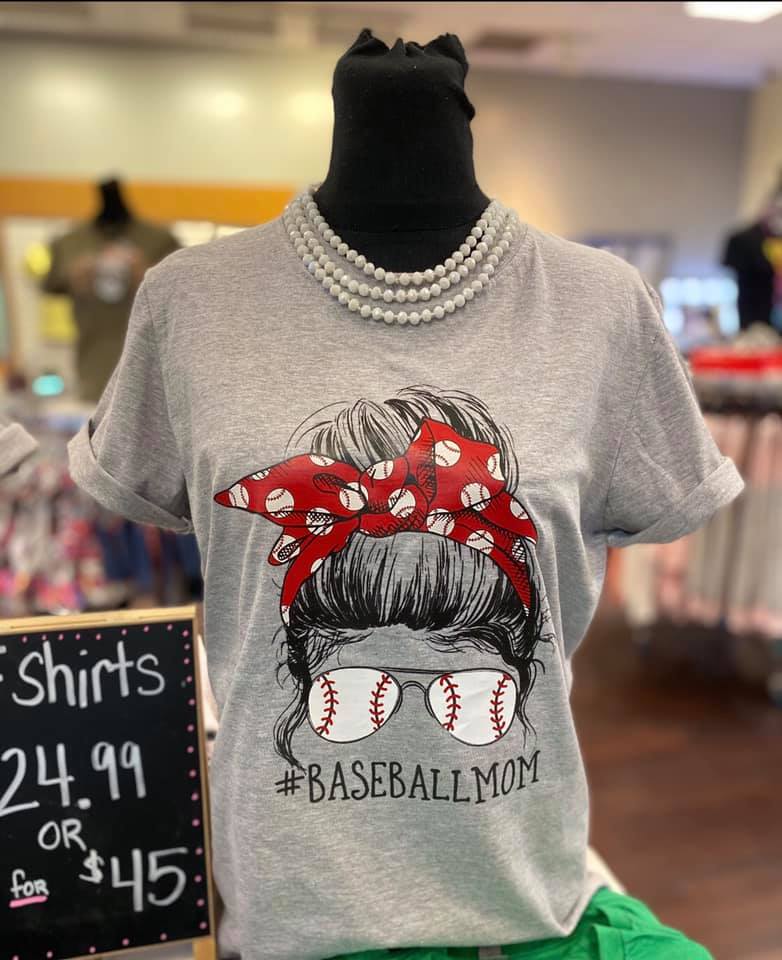 Shirts
24.99
OR
for $45
#BASEBALLMOM